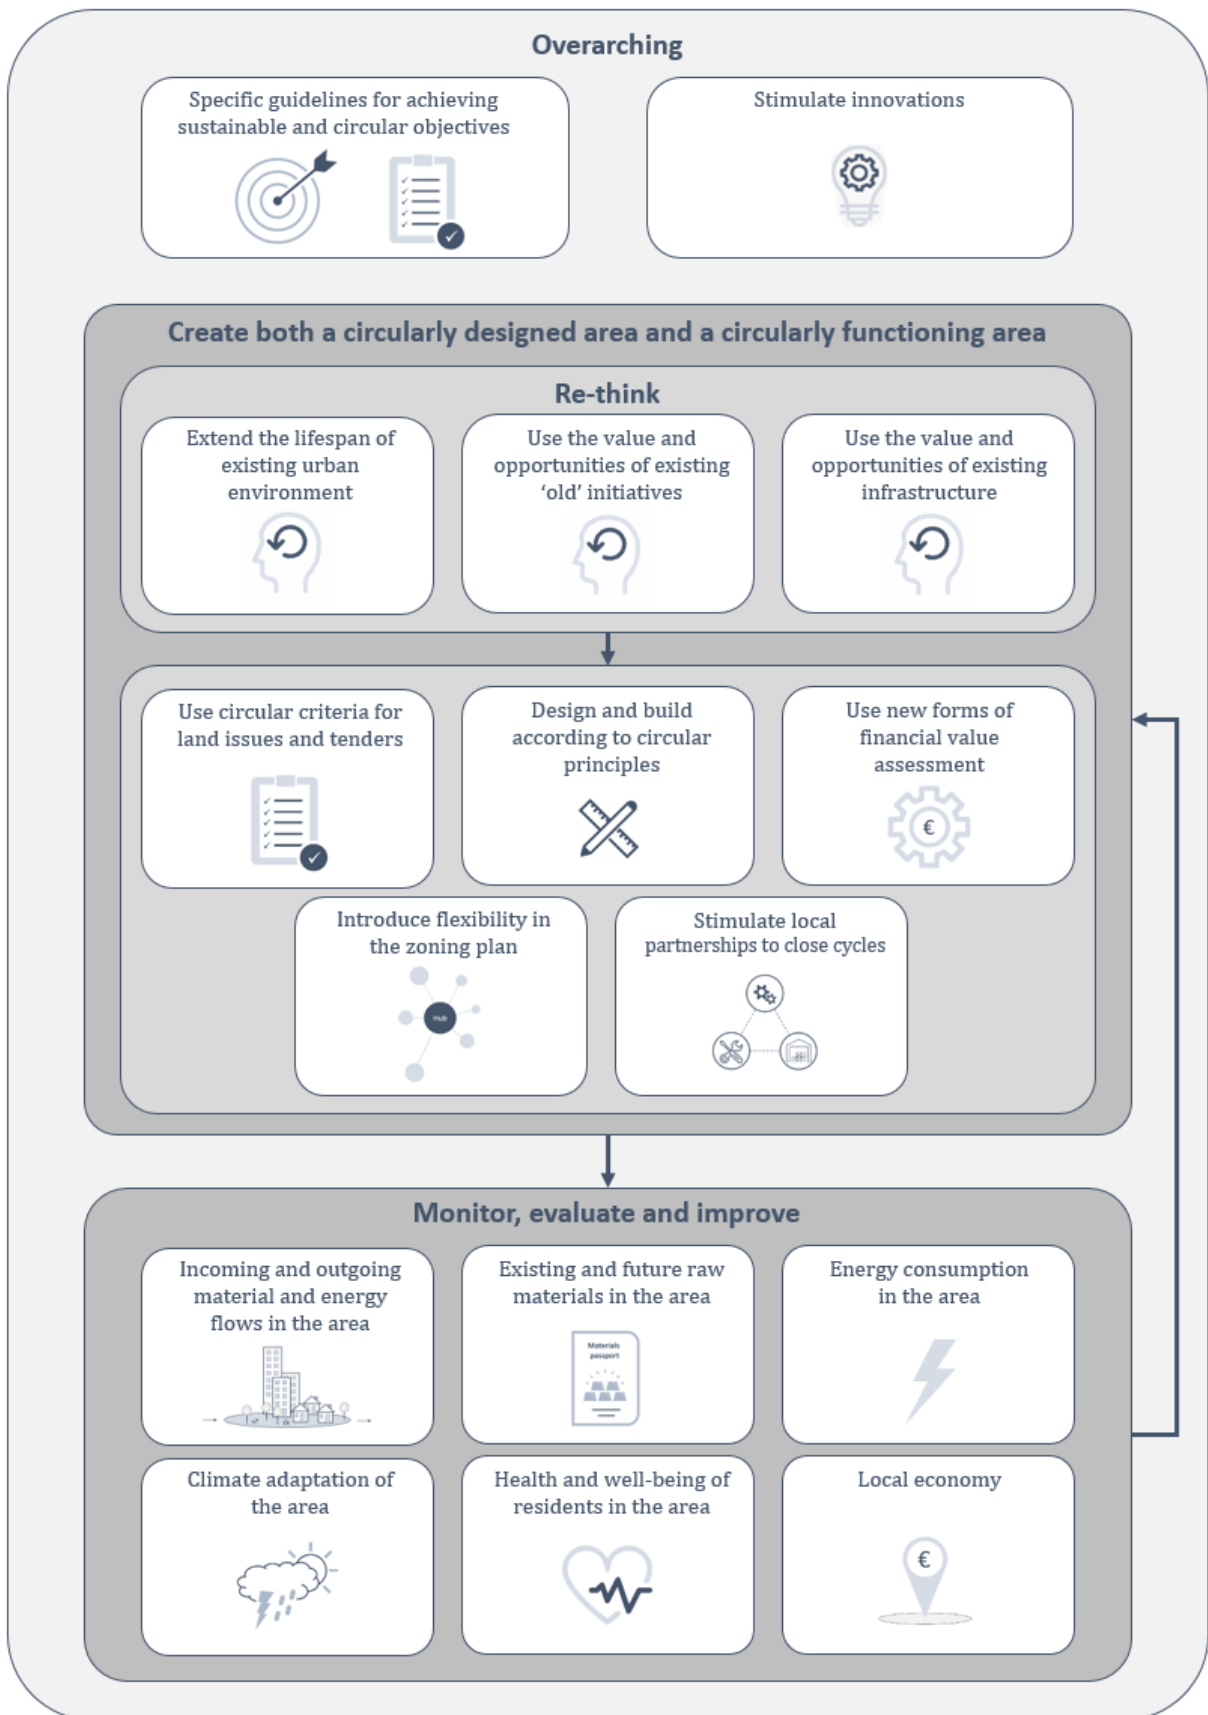 Overarching
Specific guidelines for achieving
sustainable and circular objectives
Stimulate innovations
Create both a circularly designed area and a circularly functioning area
Re-think
Extend the lifespan of
existing urban
environment
Use the value and
opportunities of existing
‘old’ initiatives
Use the value and
opportunities of existing
infrastructure
Use circular criteria for
land issues and tenders
Design and build
according to circular
principles
Use new forms of
financial value
assessment
€
Introduce flexibility in
the zoning plan
Hub
Stimulate local
partnerships to close cycles
Monitor, evaluate and improve
Incoming and outgoing
material and energy
flows in the area
Existing and future raw
materials in the area
Materials
passport
Energy consumption
in the area
Climate adaptation of
the area
Health and well-being of
residents in the area
Local economy
€